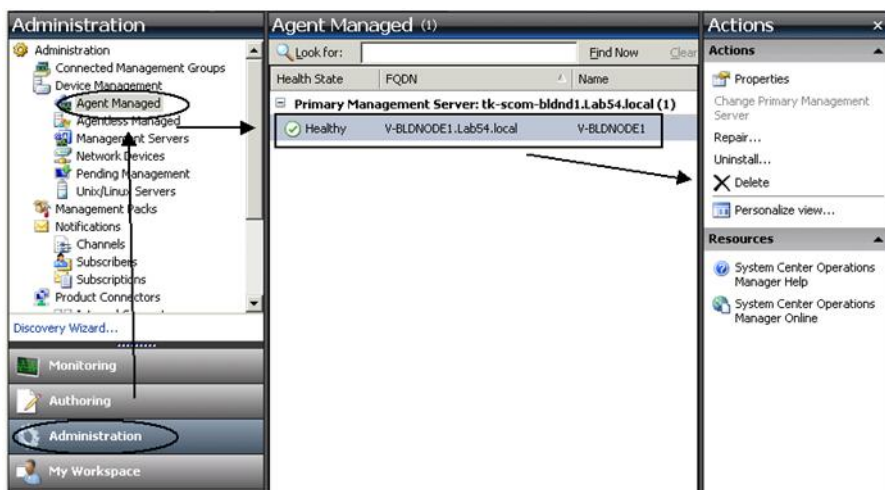 Administration
Administration
Connected Management Groups
Device Management
Agent Managed
Agentless Managed
Management Servers
Network Devices
Pending Management
Unix/Linux Servers
Management Packs
Notifications
Channels
Subscribers
Subscriptions
Product Connectors
Discovery Wizard...
Monitoring
Authoring
Administration
My Workspace
Agent Managed (1)
Look for:
Find Now
Clear
Health State
FQDN
Name
Primary Management Server: tk-scom-bldnd1.Lab54.local (1)
Healthy
V-BLDNODE1.Lab54.local
V-BLDNODE1
Actions
Actions
Properties
Change Primary Management
Server
Repair...
Uninstall...
Delete
Personalize view...
Resources
System Center Operations
Manager Help
System Center Operations
Manager Online